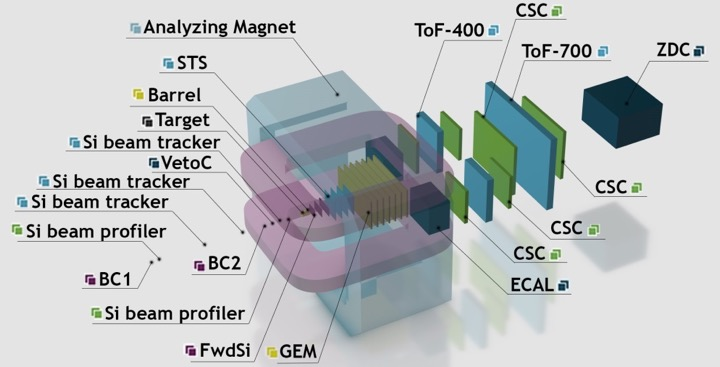 Analyzing Magnet
STS
Barrel
Target
Si beam tracker
VetoC
Si beam tracker
Si beam tracker
Si beam profiler
BC1
BC2
Si beam profiler
FwdSi
GEM
CSC
ToF-400
ToF-700
ZDC
CSC
CSC
CSC
ECAL